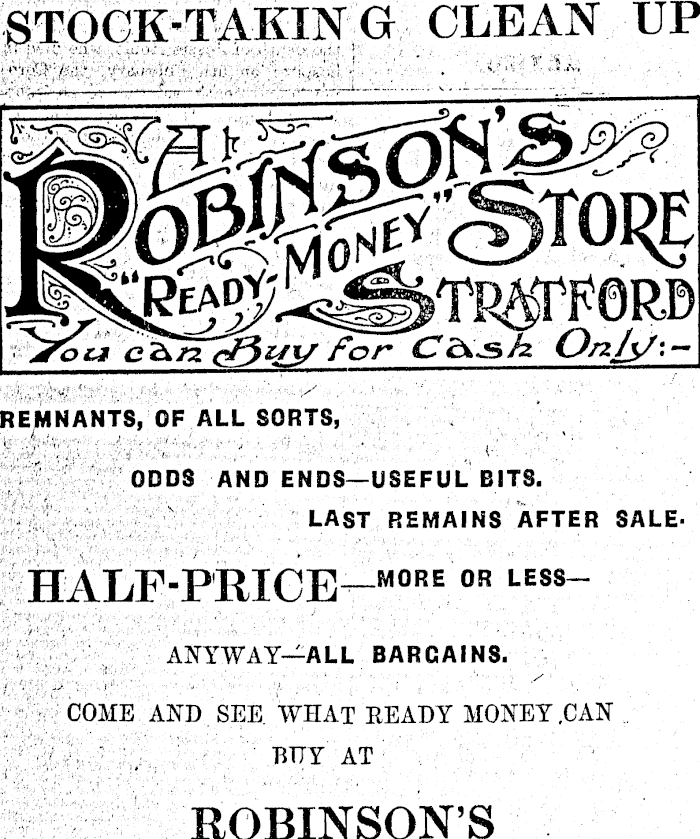 STOCK-TAKING CLEAN UP
At
ROBINSON'S
"READY-MONEY" STORE
STRATFORD
You can Buy for Cash Only:-
REMNANTS, OF ALL SORTS,
ODDS AND ENDS—USEFUL BITS.
LAST REMAINS AFTER SALE.
HALF-PRICE—MORE OR LESS—
ANYWAY—ALL BARGAINS.
COME AND SEE WHAT READY MONEY CAN
BUY AT
ROBINSON'S